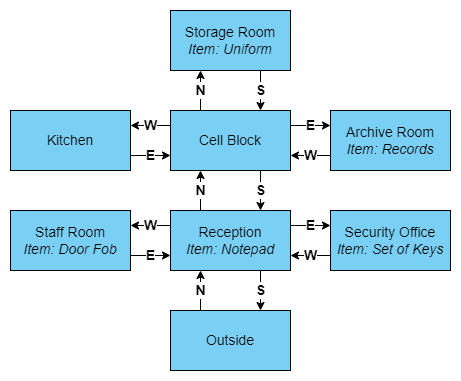 Storage Room
Item: Uniform
N
S
Kitchen
W
E
Cell Block
E
W
Archive Room
Item: Records
N
S
Staff Room
Item: Door Fob
W
E
Reception
Item: Notepad
E
W
Security Office
Item: Set of Keys
N
S
Outside